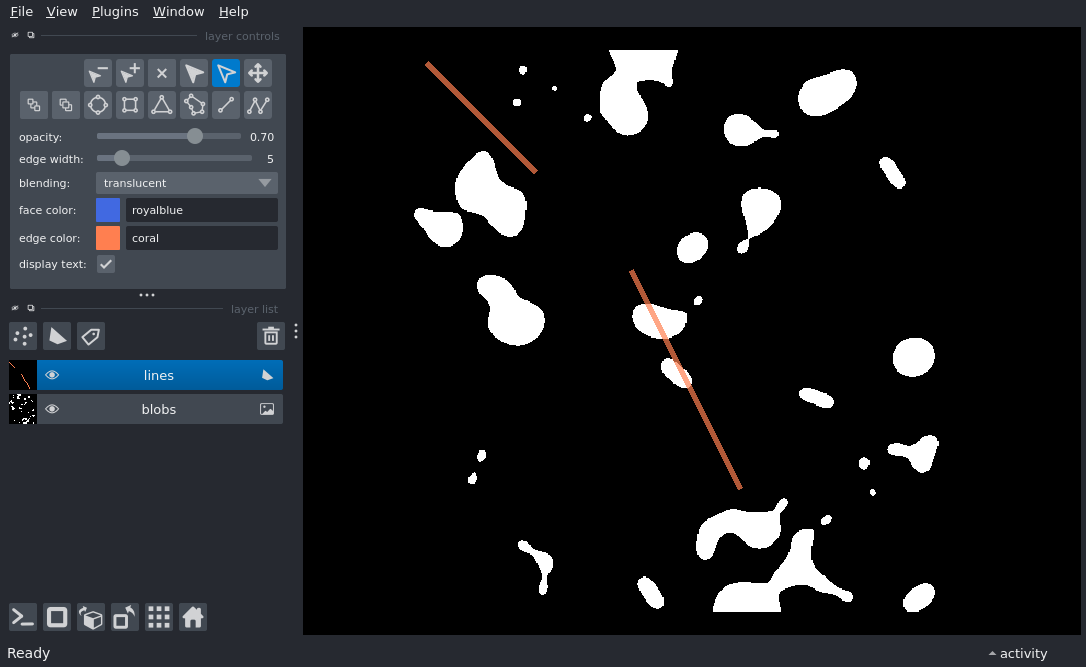 File View Plugins Window Help
layer controls
opacity: 0.70
edge width: 5
blending: translucent
face color: royalblue
edge color: coral
display text:
layer list
lines
blobs
Ready
activity